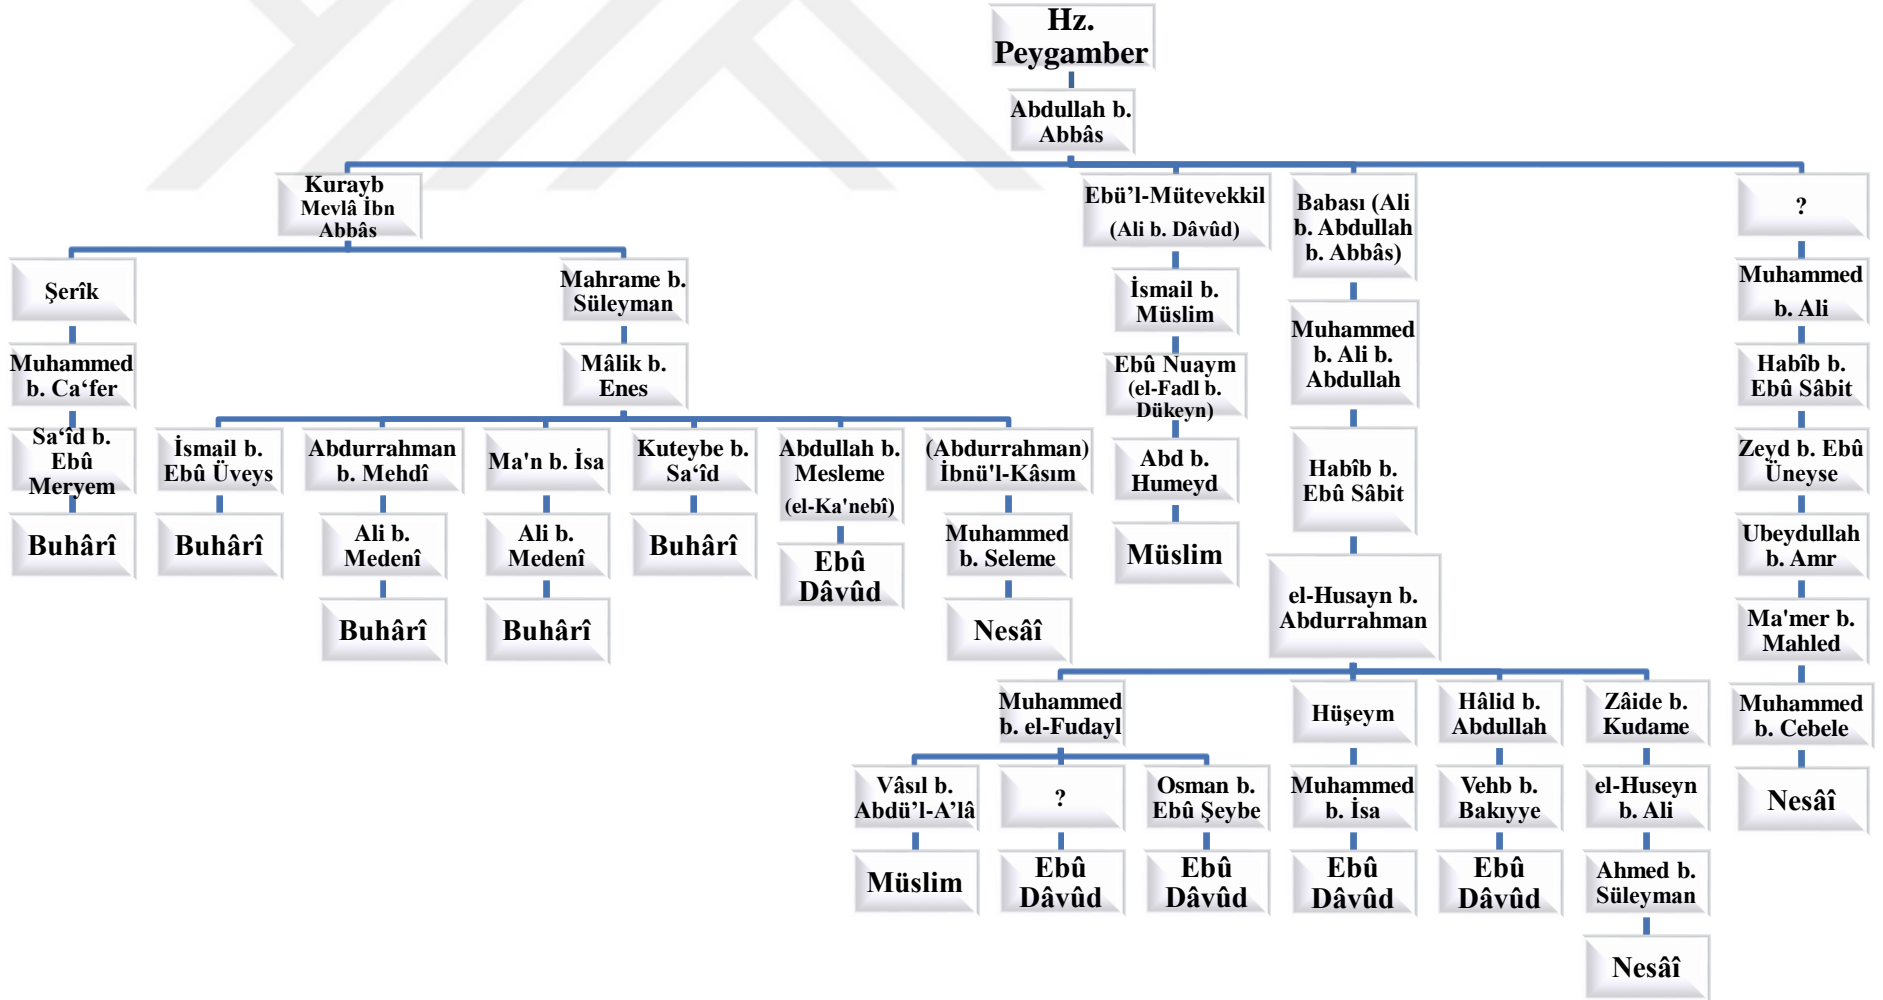 Hz.
Peygamber
Abdullah b.
Abbâs
Kurayb
Mevlâ İbn
Abbâs
Ebü’l-Mütevekkil
(Ali b. Dâvûd)
Babası (Ali
b. Abdullah
b. Abbâs)
?
Şerîk
Mahrame b.
Süleyman
İsmail b.
Müslim
Muhammed
b. Ali b.
Abdullah
Muhammed
b. Ali
Muhammed
b. Ca‘fer
Mâlik b.
Enes
Ebû Nuaym
(el-Fadl b.
Dükeyn)
Habîb b.
Ebû Sâbit
Sa‘îd b.
Ebû
Meryem
İsmail b.
Ebû Üveys
Abdurrahman
b. Mehdî
Ma'n b. İsa
Kuteybe b.
Sa‘îd
Abdullah b.
Mesleme
(el-Ka'nebî)
(Abdurrahman)
İbnü'l-Kâsım
Abd b.
Humeyd
Habîb b.
Ebû Sâbit
Zeyd b. Ebû
Üneyse
Buhârî
Buhârî
Ali b.
Medenî
Ali b.
Medenî
Buhârî
Ebû
Dâvûd
Muhammed
b. Seleme
Müslim
Ubeydullah
b. Amr
Buhârî
Buhârî
Nesâî
el-Husayn b.
Abdurrahman
Ma'mer b.
Mahled
Muhammed
b. el-Fudayl
Hüşeym
Hâlid b.
Abdullah
Zâide b.
Kudame
Muhammed
b. Cebele
Vâsıl b.
Abdü’l-A’lâ
?
Osman b.
Ebû Şeybe
Muhammed
b. İsa
Vehb b.
Bakıyye
el-Huseyn
b. Ali
Nesâî
Müslim
Ebû
Dâvûd
Ebû
Dâvûd
Ebû
Dâvûd
Ebû
Dâvûd
Ahmed b.
Süleyman
Nesâî